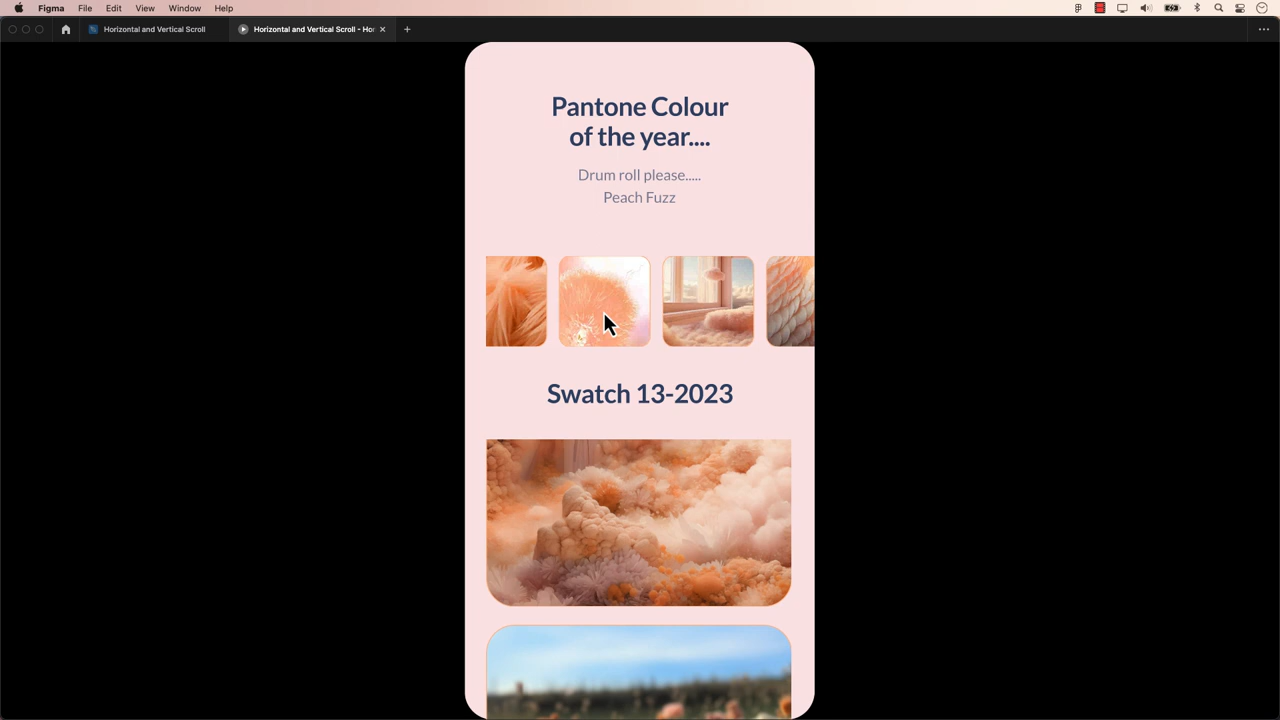 Figma File Edit View Window Help
Horizontal and Vertical Scroll
Horizontal and Vertical Scroll - Hor
Pantone Colour
of the year....
Drum roll please.....
Peach Fuzz
Swatch 13-2023